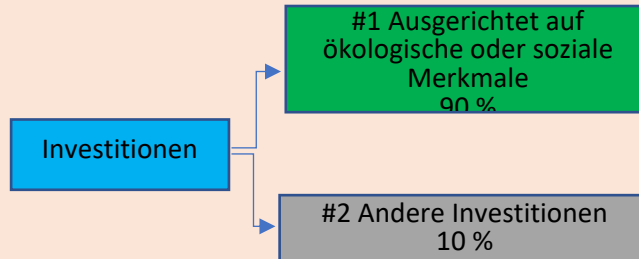 #1 Ausgerichtet auf
ökologische oder soziale
Merkmale
90 %
Investitionen
#2 Andere Investitionen
10 %